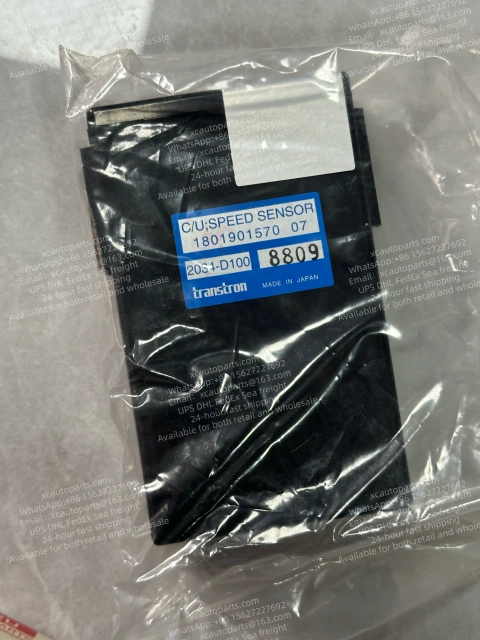 C/U;SPEED SENSOR
1801901570 07
2034-D100 8809
transtron MADE IN JAPAN
xcautoparts.com
WhatsApp:+86 15627227692
Email: xcautoparts@163.com
UPS DHL FedEx Sea freight
24-hour fast shipping
Available for both retail and wholesale